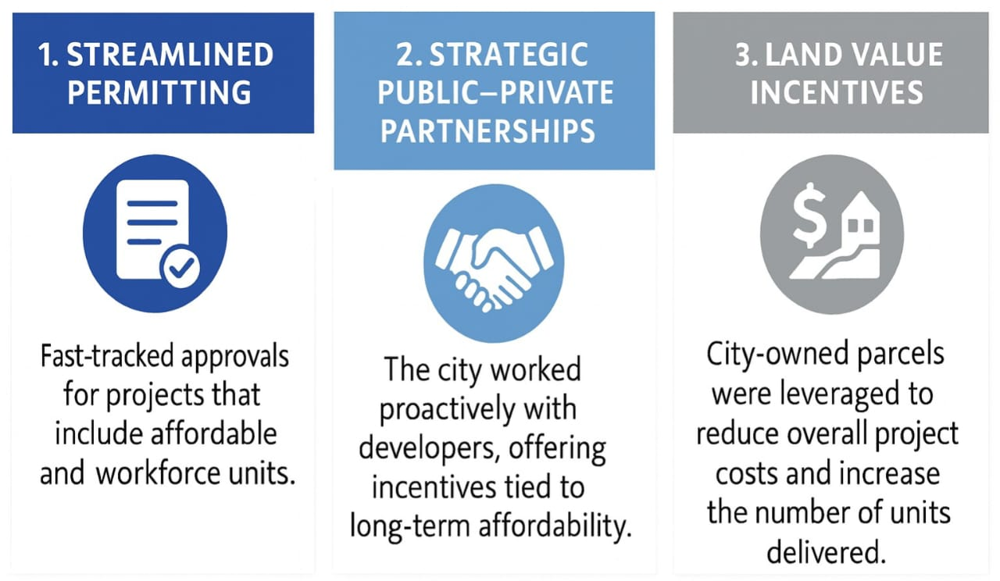 1. STREAMLINED
PERMITTING
Fast-tracked approvals
for projects that
include affordable
and workforce units.
2. STRATEGIC
PUBLIC–PRIVATE
PARTNERSHIPS
The city worked
proactively with
developers, offering
incentives tied to
long-term affordability.
3. LAND VALUE
INCENTIVES
$
City-owned parcels
were leveraged to
reduce overall project
costs and increase
the number of units
delivered.